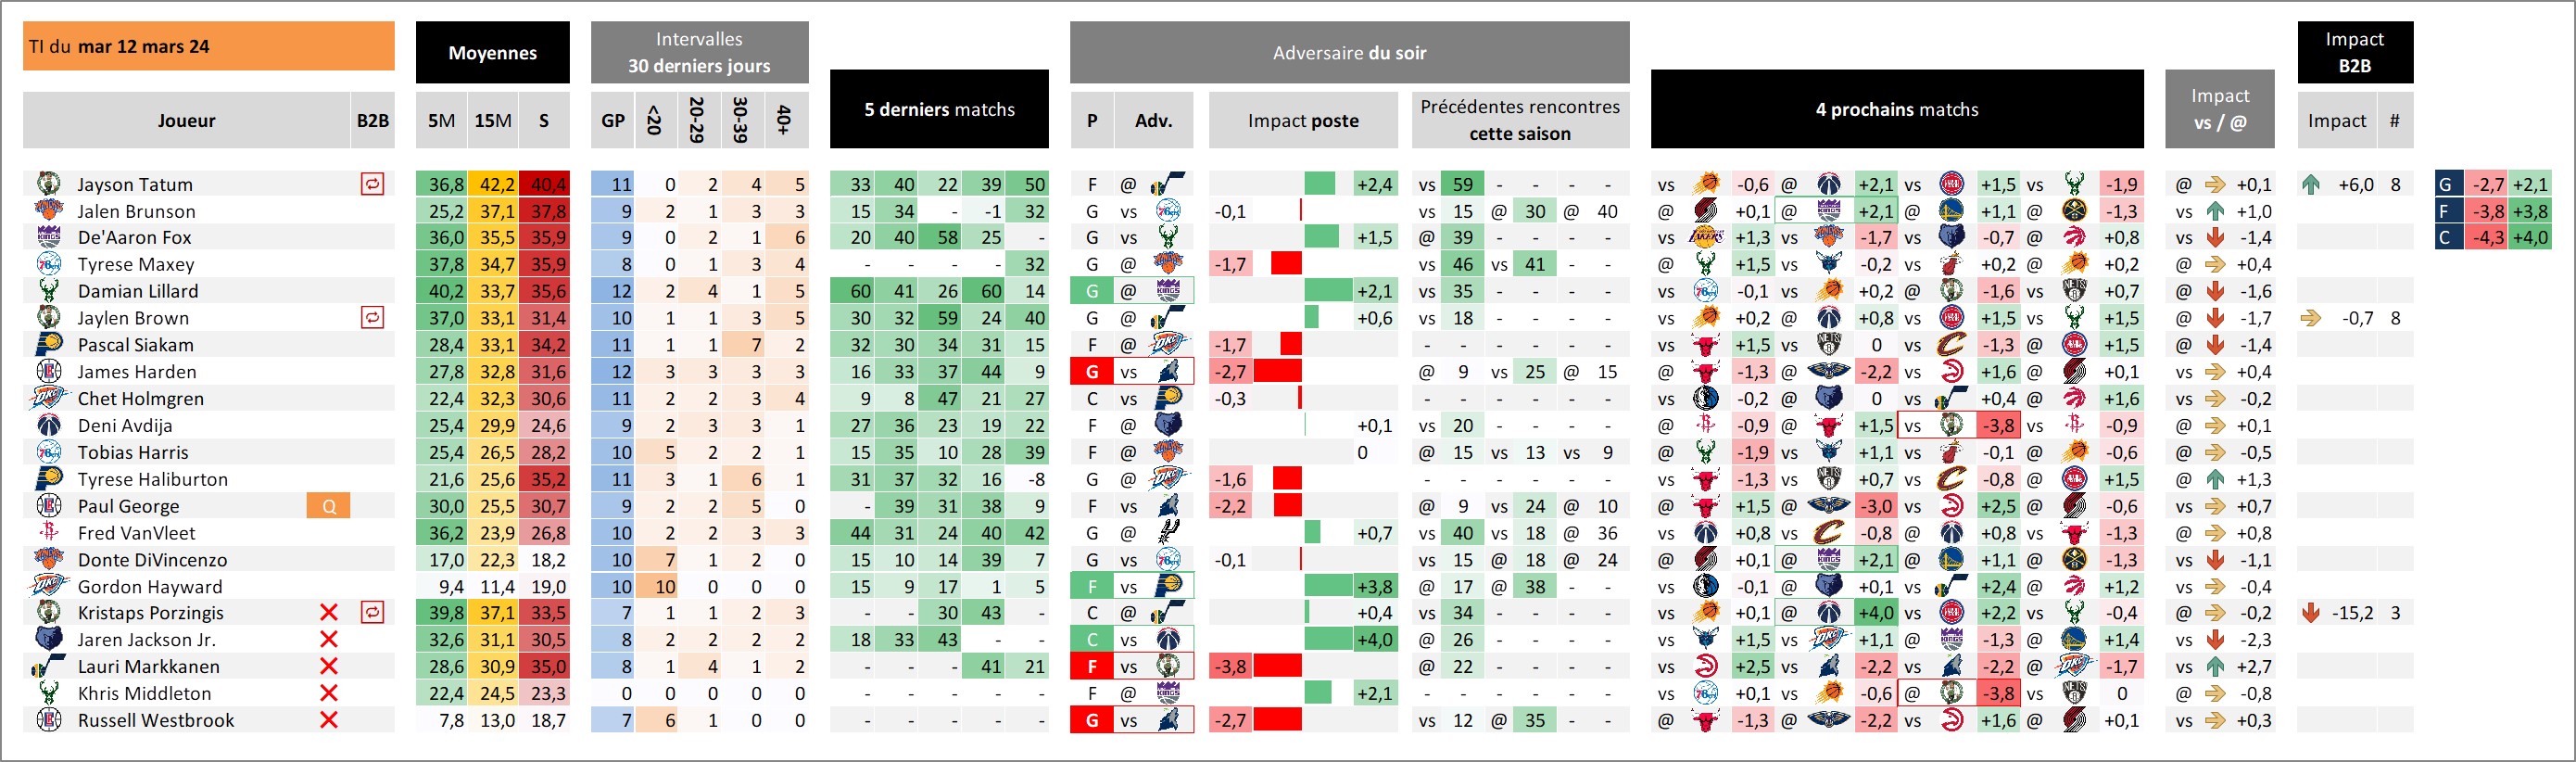 TI du mar 12 mars 24
Moyennes
Intervalles
30 derniers jours
5 derniers matchs
Adversaire du soir
4 prochains matchs
Impact
vs / @
Impact
B2B
Joueur B2B 5M 15M S GP <20 20-29 30-39 40+ P Adv. Impact poste Précédentes rencontres
cette saison
Impact #
Jayson Tatum 36,8 42,2 40,4 11 0 2 4 5 33 40 22 39 50 F @ +2,4 vs 59 - - - - vs -0,6 @ +2,1 vs +1,5 vs -1,9 @ +0,1 +6,0 8 G -2,7 +2,1
Jalen Brunson 25,2 37,1 37,8 9 2 1 3 3 15 34 - -1 32 G vs 76ers -0,1 vs 15 @ 30 @ 40 @ +0,1 @ KINGS +2,1 @ +1,1 @ -1,3 vs +1,0 F -3,8 +3,8
De'Aaron Fox 36,0 35,5 35,9 9 0 2 1 6 20 40 58 25 - G vs +1,5 @ 39 - - - - vs LAKERS +1,3 vs -1,7 vs -0,7 @ +0,8 vs -1,4 C -4,3 +4,0
Tyrese Maxey 37,8 34,7 35,9 8 0 1 3 4 - - - - 32 G @ -1,7 vs 46 vs 41 - - @ +1,5 vs -0,2 vs +0,2 @ +0,2 @ +0,4
Damian Lillard 40,2 33,7 35,6 12 2 4 1 5 60 41 26 60 14 G @ KINGS +2,1 vs 35 - - - - vs -0,1 vs +0,2 @ -1,6 vs +0,7 @ -1,6
Jaylen Brown 37,0 33,1 31,4 10 1 1 3 5 30 32 59 24 40 G @ +0,6 vs 18 - - - - vs +0,2 @ +0,8 vs +1,5 vs +1,5 @ -1,7 -0,7 8
Pascal Siakam 28,4 33,1 34,2 11 1 1 7 2 32 30 34 31 15 F @ -1,7 - - - - - - vs +1,5 @ 0 vs -1,3 @ +1,5 @ -1,4
James Harden 27,8 32,8 31,6 12 3 3 3 3 16 33 37 44 9 G vs -2,7 @ 9 vs 25 @ 15 @ -1,3 @ -2,2 vs +1,6 @ +0,1 vs +0,4
Chet Holmgren 22,4 32,3 30,6 11 2 2 3 4 9 8 47 21 27 C vs -0,3 - - - - - - vs -0,2 @ 0 vs +0,4 @ +1,6 vs -0,2
Deni Avdija 25,4 29,9 24,6 9 2 3 3 1 27 36 23 19 22 F @ +0,1 vs 20 - - - - @ -0,9 @ +1,5 vs -3,8 vs -0,9 @ +0,1
Tobias Harris 25,4 26,5 28,2 10 5 2 2 1 15 35 10 28 39 F @ 0 @ 15 vs 13 vs 9 @ -1,9 vs +1,1 vs -0,1 @ -0,6 @ -0,5
Tyrese Haliburton 21,6 25,6 35,2 11 3 1 6 1 31 37 32 16 -8 G @ -1,6 - - - - - - vs -1,3 @ +0,7 vs -0,8 @ +1,5 @ +1,3
Paul George Q 30,0 25,5 30,7 9 2 2 5 0 - 39 31 38 9 F vs -2,2 @ 9 vs 24 @ 10 @ +1,5 @ -3,0 vs +2,5 @ -0,6 vs +0,7
Fred VanVleet 36,2 23,9 26,8 10 2 2 3 3 44 31 24 40 42 G @ +0,7 vs 40 vs 18 @ 36 vs +0,8 vs -0,8 @ +0,8 vs -1,3 @ +0,8
Donte DiVincenzo 17,0 22,3 18,2 10 7 1 2 0 15 10 14 39 7 G vs -0,1 vs 15 @ 18 @ 24 @ +0,1 @ KINGS +2,1 @ +1,1 @ -1,3 vs -1,1
Gordon Hayward 9,4 11,4 19,0 10 10 0 0 0 15 9 17 1 5 F vs +3,8 @ 17 @ 38 - - vs -0,1 @ +0,1 vs +2,4 @ +1,2 vs -0,4
Kristaps Porzingis 39,8 37,1 33,5 7 1 1 2 3 - - 30 43 - C @ +0,4 vs 34 - - - - vs +0,1 @ +4,0 vs +2,2 vs -0,4 @ -0,2 -15,2 3
Jaren Jackson Jr. 32,6 31,1 30,5 8 2 2 2 2 18 33 43 - - C vs +4,0 @ 26 - - - - vs +1,5 vs +1,1 @ -1,3 @ +1,4 vs -2,3
Lauri Markkanen 28,6 30,9 35,0 8 1 4 1 2 - - - 41 21 F vs -3,8 @ 22 - - - - vs +2,5 vs -2,2 vs -2,2 @ -1,7 vs +2,7
Khris Middleton 22,4 24,5 23,3 0 0 0 0 0 - - - - - F @ KINGS +2,1 - - - - - - vs +0,1 vs -0,6 @ -3,8 vs 0 @ -0,8
Russell Westbrook 7,8 13,0 18,7 7 6 1 0 0 - - - - - G vs -2,7 vs 12 @ 35 - - @ -1,3 @ -2,2 vs +1,6 @ +0,1 vs +0,3